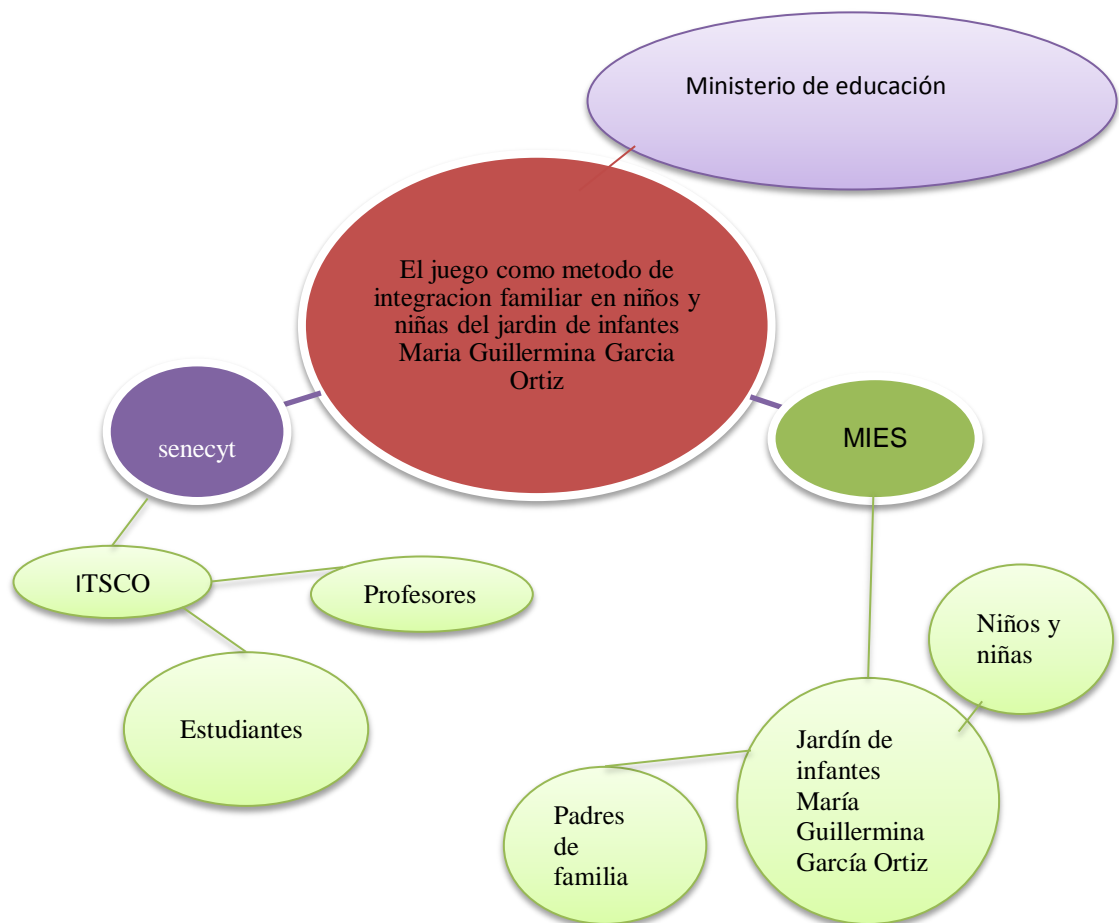 Ministerio de educación
El juego como metodo de
integracion familiar en niños y
niñas del jardin de infantes
Maria Guillermina Garcia
Ortiz
senecyt
MIES
ITSCO
Profesores
Estudiantes
Niños y
niñas
Jardín de
infantes
María
Guillermina
García Ortiz
Padres
de
familia